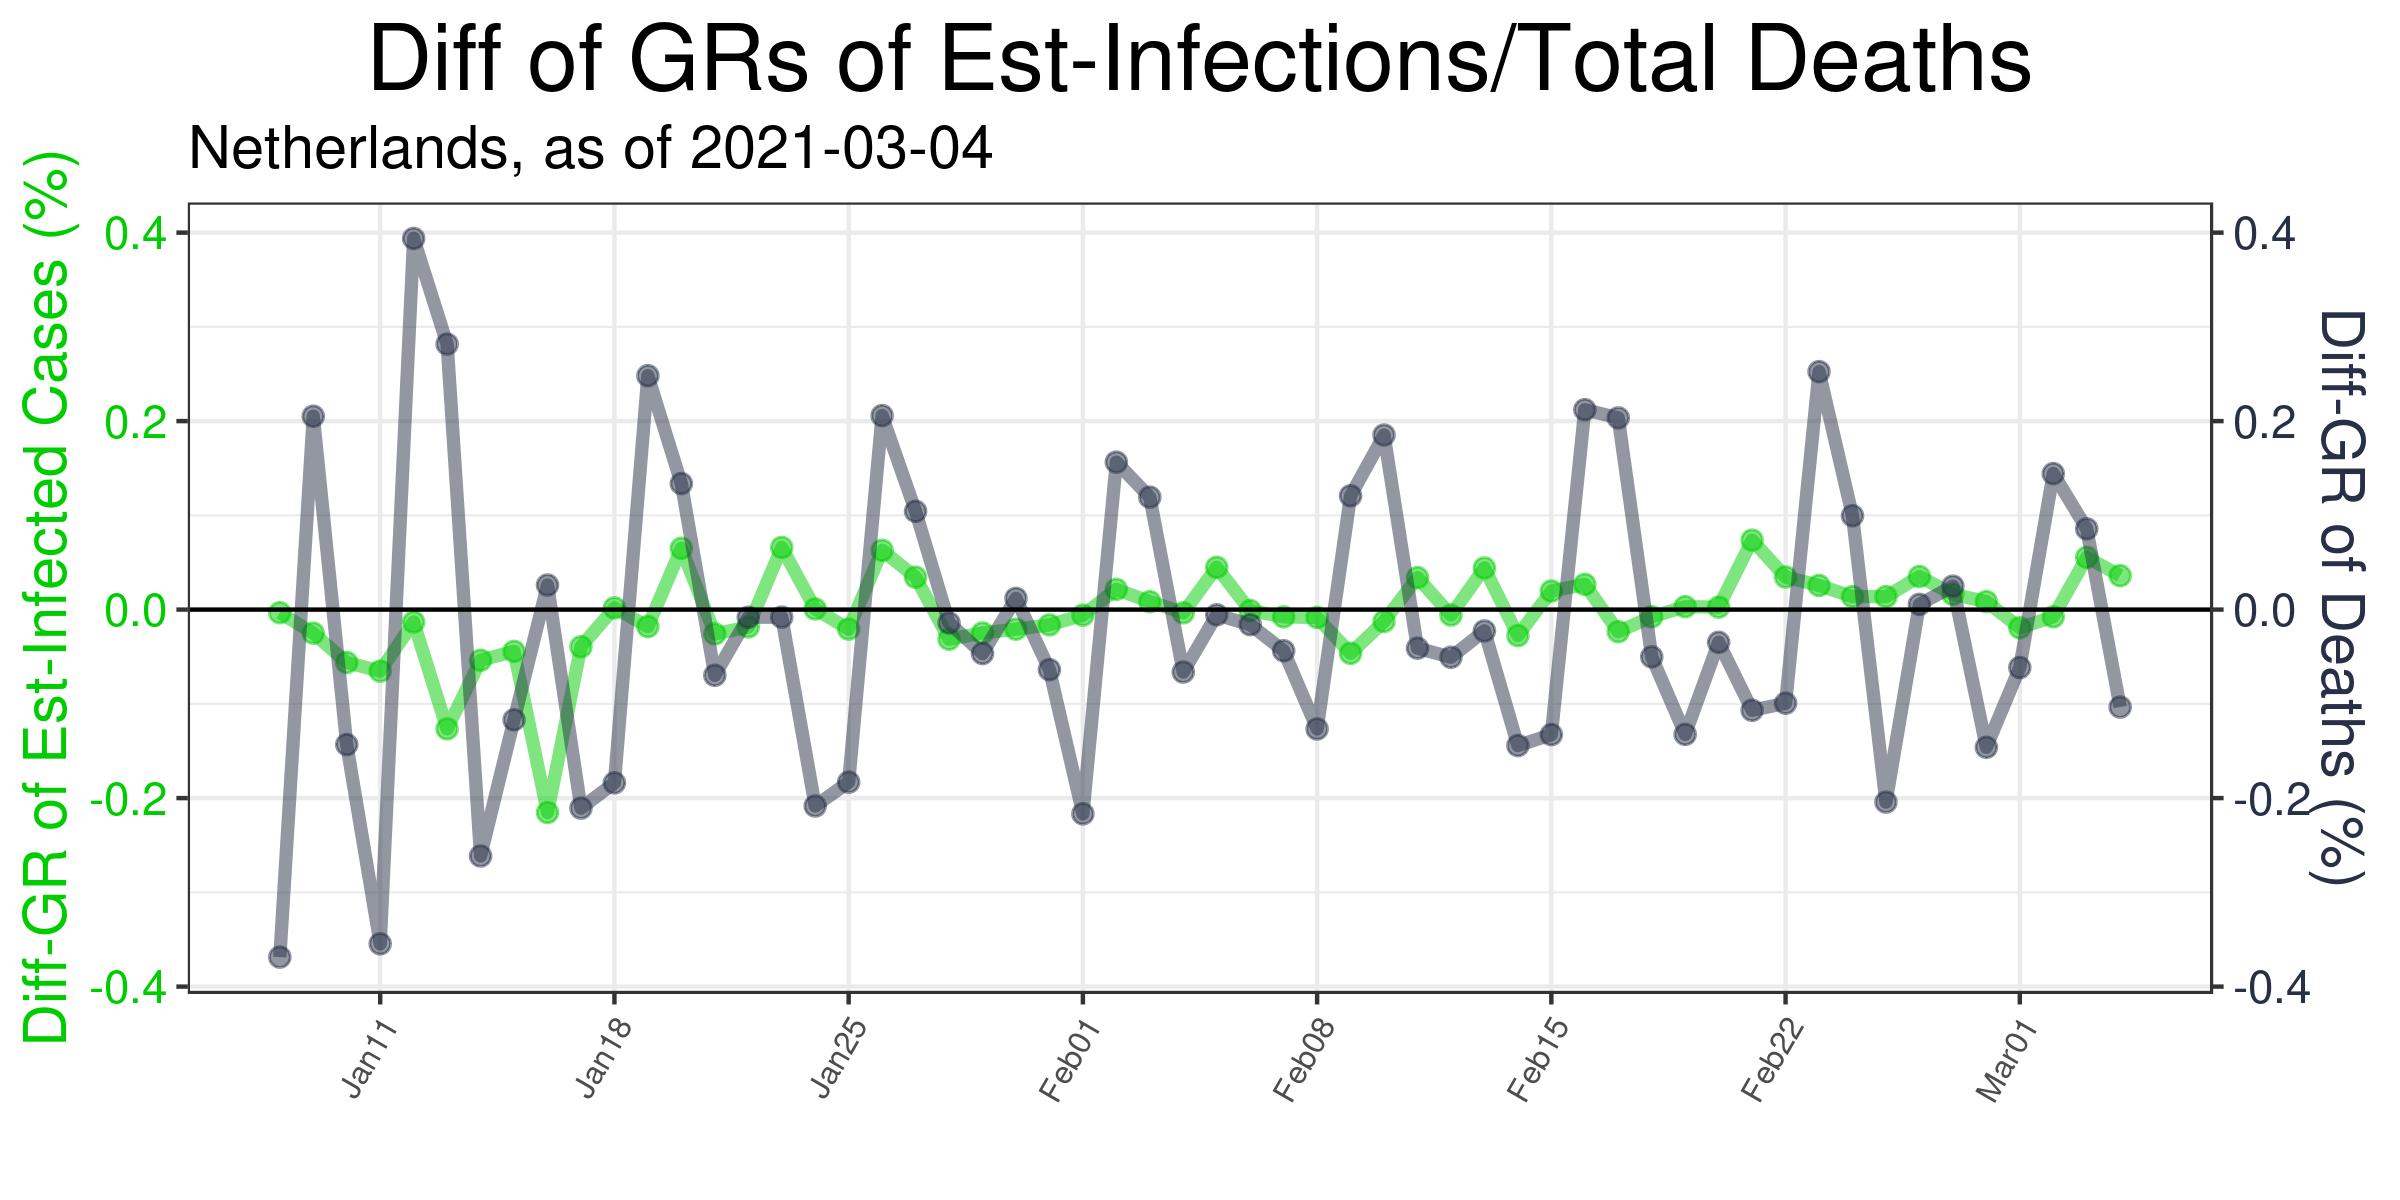 Diff of GRs of Est-Infections/Total Deaths
Netherlands, as of 2021-03-04
Diff-GR of Est-Infected Cases (%)
0.4
0.2
0.0
-0.2
-0.4
0.4
0.2
0.0
-0.2
-0.4
Diff-GR of Deaths (%)
Jan11
Jan18
Jan25
Feb01
Feb08
Feb15
Feb22
Mar01